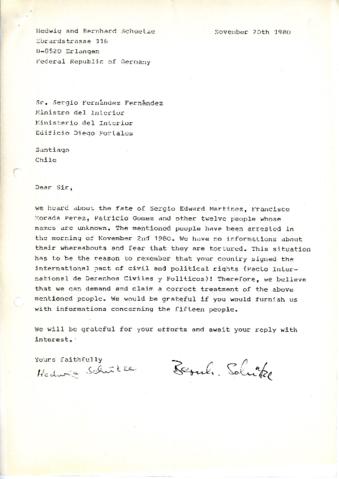 Hedwig and Bernhard Schuetze November 20th 1980
Ebrardstrasse 116
D-8520 Erlangen
Federal Republic of Germany
Sr. Sergio Fernández Fernández
Ministro del Interior
Ministerio del Interior
Edificio Diego Portales
Santiago
Chile
Dear Sir,
we heard about the fate of Sergio Edward Martinez, Francisco
Morada Perez, Patricio Gomez and other twelve people whose
names are unknown. The mentioned people have been arrested in
the morning of November 2nd 1980. We have no informations about
their whereabouts and fear that they are tortured. This situation
has to be the reason to remember that your country signed the
international pact of civil and political rights (Pacto Inter-
national de Derechos Civiles y Politicos)! Therefore, we believe
that we can demand and claim a correct treatment of the above
mentioned people. We would be grateful if you would furnish us
with informations concerning the fifteen people.
We will be grateful for your efforts and await your reply with
interest.
Yours faithfully
Hedwig Schütze Bernh. Schütze